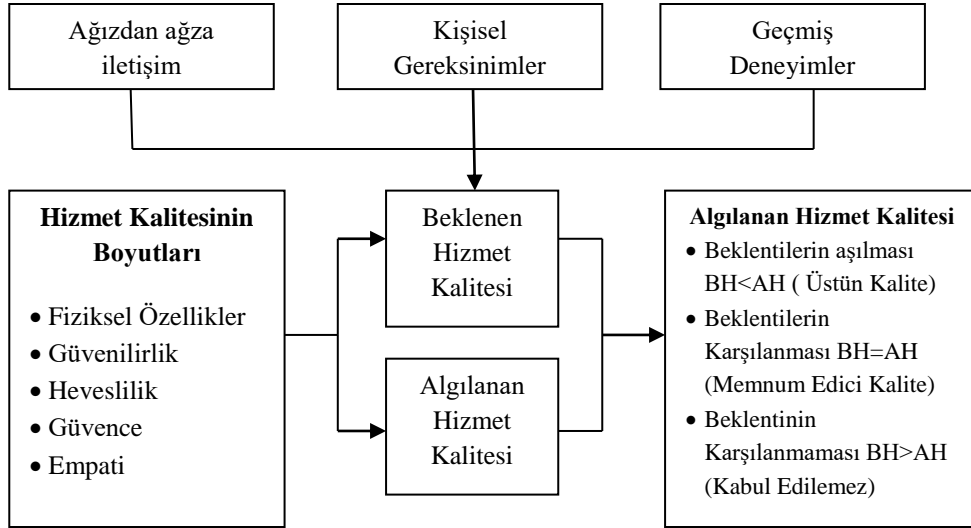 Ağızdan ağza
iletişim
Kişisel
Gereksinimler
Geçmiş
Deneyimler
Hizmet Kalitesinin
Boyutları
• Fiziksel Özellikler
• Güvenilirlik
• Heveslilik
• Güvence
• Empati
Beklenen
Hizmet
Kalitesi
Algılanan
Hizmet
Kalitesi
Algılanan Hizmet Kalitesi
• Beklentilerin aşılması
BH<AH ( Üstün Kalite)
• Beklentilerin
Karşılanması BH=AH
(Memnum Edici Kalite)
• Beklentinin
Karşılanmaması BH>AH
(Kabul Edilemez)